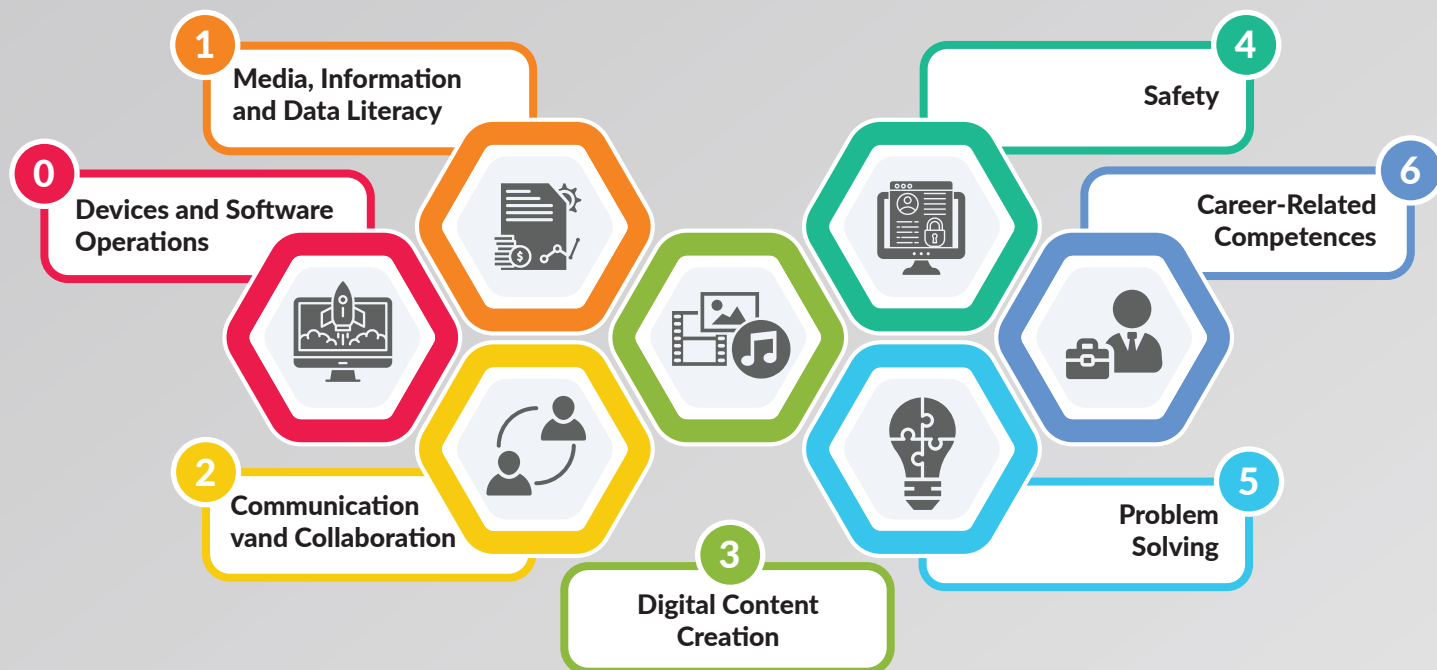 0
Devices and Software
Operations
1
Media, Information
and Data Literacy
2
Communication
vand Collaboration
3
Digital Content
Creation
4
Safety
5
Problem
Solving
6
Career-Related
Competences
$